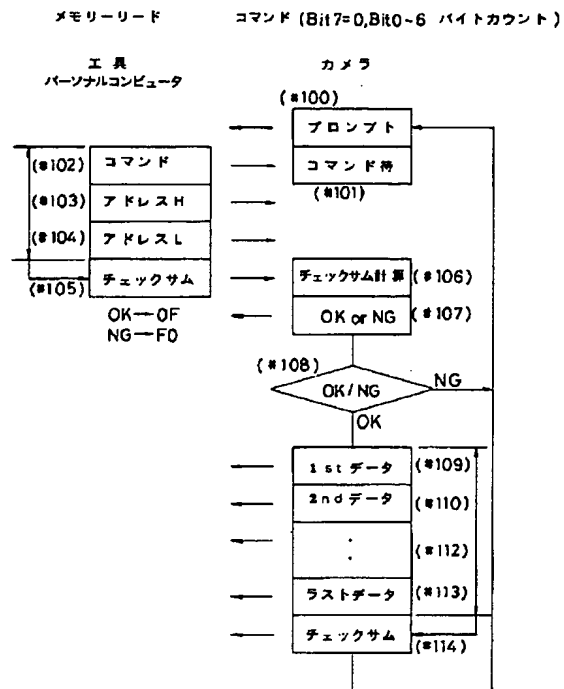 メモリーリード コマンド (Bit7=0,Bit0~6 バイトカウント)
工具 カメラ
パーソナルコンピュータ
(#100)
プロンプト
(#102) コマンド コマンド待
(#103) アドレスH (#101)
(#104) アドレスL
チェックサム チェックサム計算 (#106)
(#105)
OK→0F OK or NG (#107)
NG→F0
(#108)
OK/NG NG
OK
1stデータ (#109)
2ndデータ (#110)
: (#112)
ラストデータ (#113)
チェックサム
(#114)